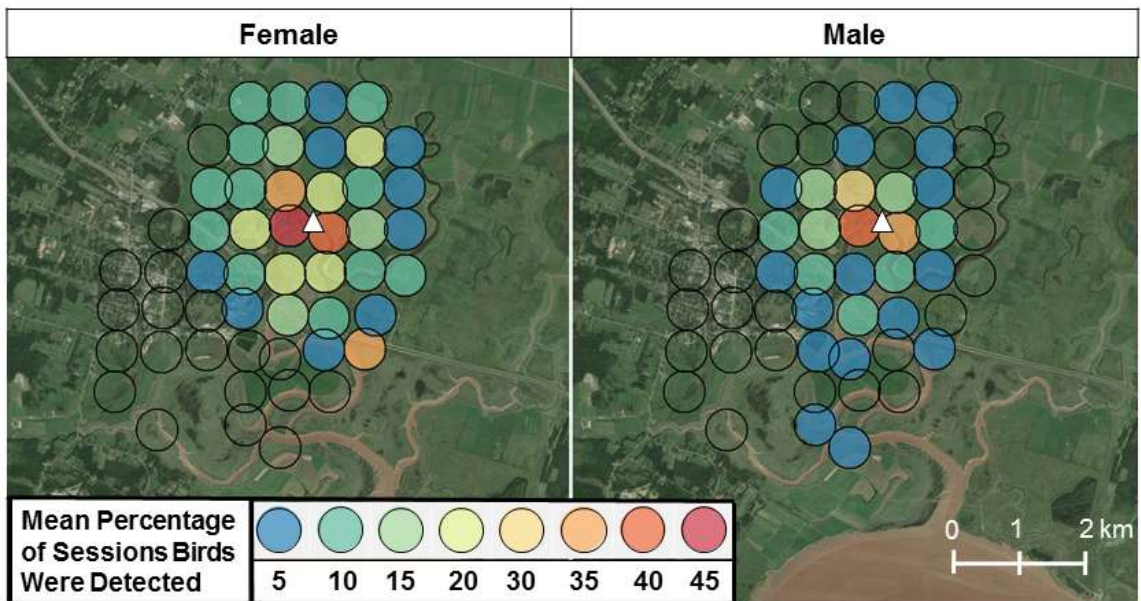 Female Male
0 1 2 km
Mean Percentage
of Sessions Birds
Were Detected
5 10 15 20 30 35 40 45